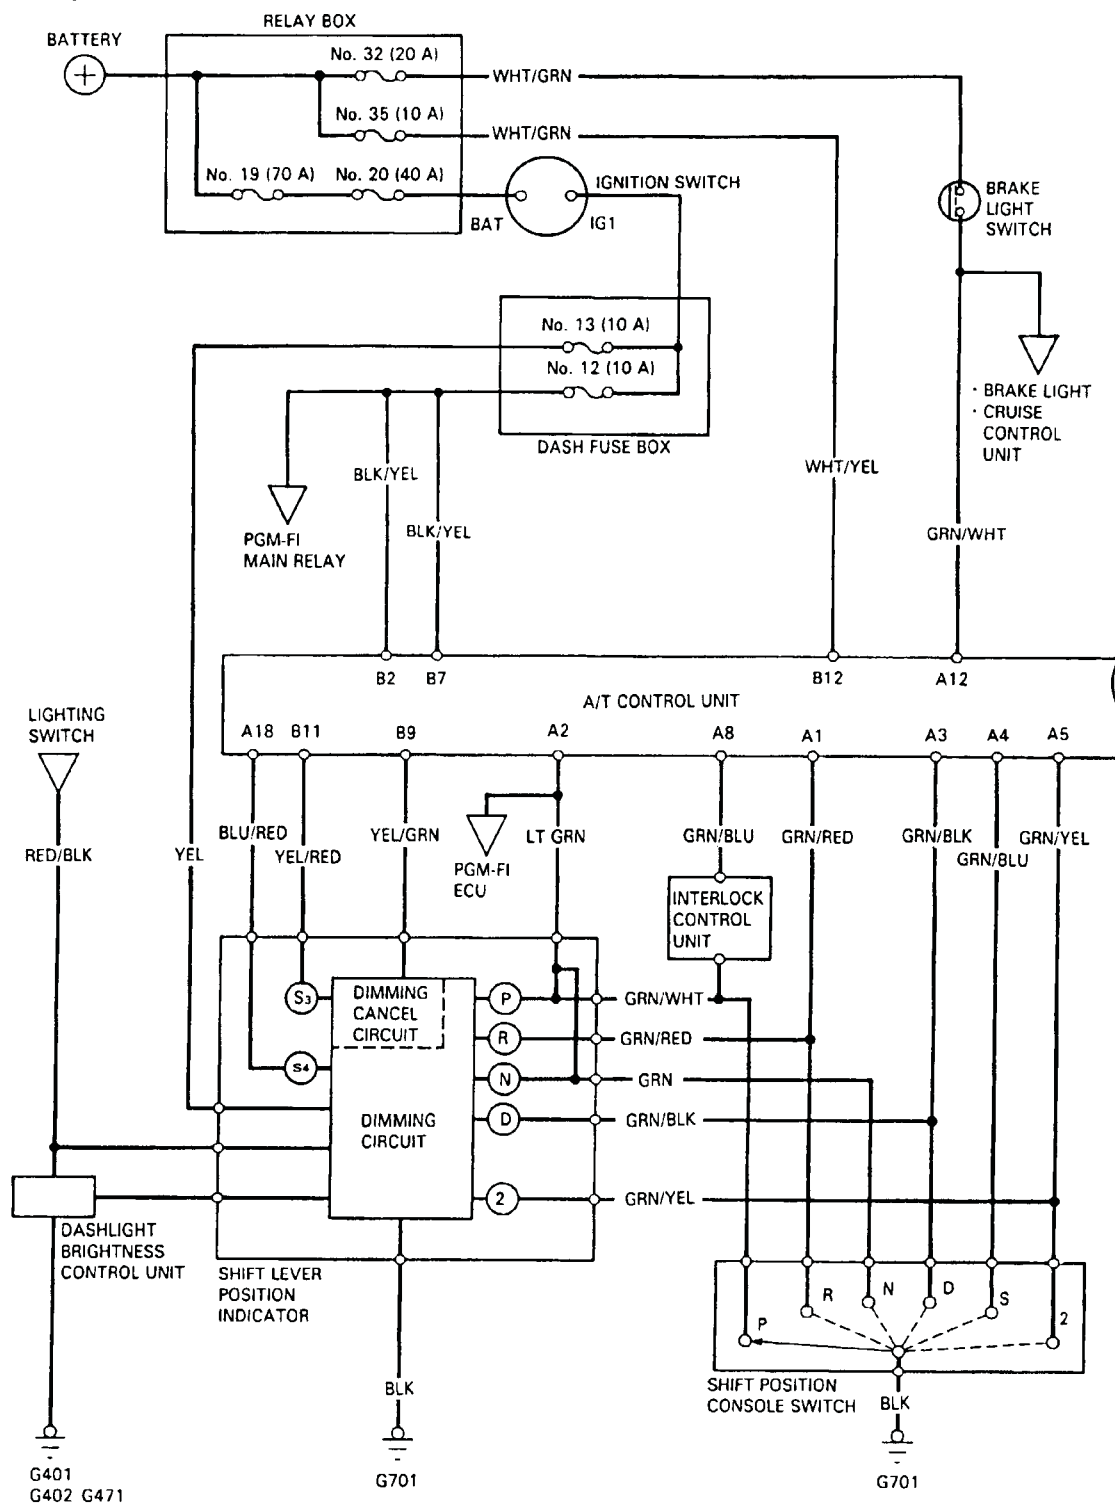 RELAY BOX
BATTERY
+
No. 32 (20 A)
WHT/GRN
No. 35 (10 A)
WHT/GRN
No. 19 (70 A)
No. 20 (40 A)
IGNITION SWITCH
BAT
IG1
BRAKE
LIGHT
SWITCH
No. 13 (10 A)
No. 12 (10 A)
DASH FUSE BOX
· BRAKE LIGHT
· CRUISE
CONTROL
UNIT
BLK/YEL
WHT/YEL
BLK/YEL
GRN/WHT
PGM-FI
MAIN RELAY
B2
B7
B12
A12
A/T CONTROL UNIT
LIGHTING
SWITCH
A18
B11
B9
A2
A8
A1
A3
A4
A5
RED/BLK
YEL
BLU/RED
YEL/RED
YEL/GRN
LT GRN
GRN/BLU
GRN/RED
GRN/BLK
GRN/BLU
GRN/YEL
PGM-FI
ECU
INTERLOCK
CONTROL
UNIT
S3
DIMMING
CANCEL
CIRCUIT
P
GRN/WHT
R
GRN/RED
S4
N
GRN
DIMMING
CIRCUIT
D
GRN/BLK
2
GRN/YEL
DASHLIGHT
BRIGHTNESS
CONTROL UNIT
SHIFT LEVER
POSITION
INDICATOR
P
R
N
D
S
2
SHIFT POSITION
CONSOLE SWITCH
BLK
BLK
G401
G402 G471
G701
G701